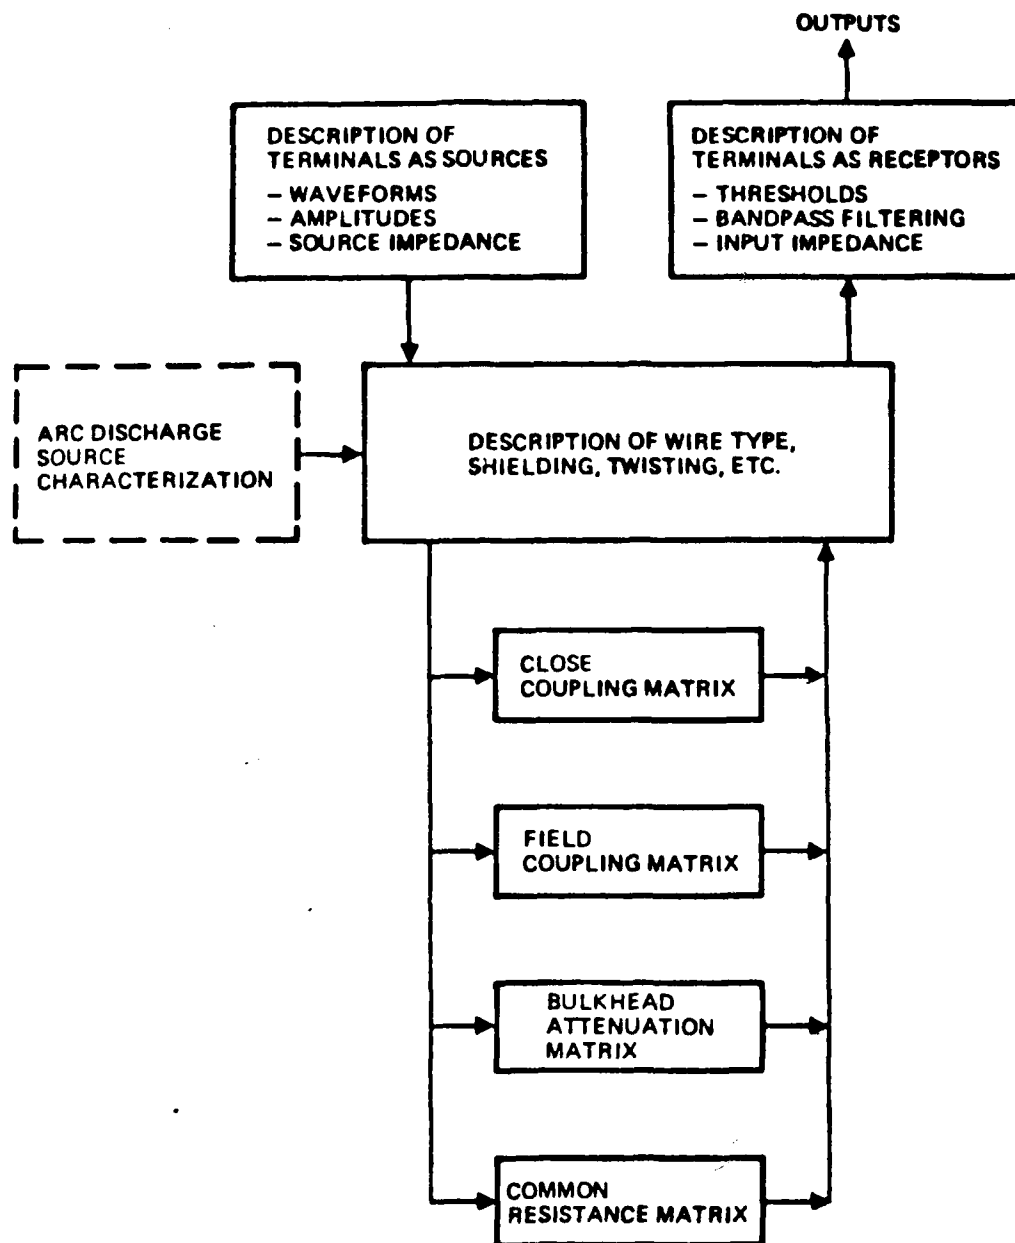 OUTPUTS
DESCRIPTION OF
TERMINALS AS SOURCES
– WAVEFORMS
– AMPLITUDES
– SOURCE IMPEDANCE
DESCRIPTION OF
TERMINALS AS RECEPTORS
– THRESHOLDS
– BANDPASS FILTERING
– INPUT IMPEDANCE
ARC DISCHARGE
SOURCE
CHARACTERIZATION
DESCRIPTION OF WIRE TYPE,
SHIELDING, TWISTING, ETC.
CLOSE
COUPLING MATRIX
FIELD
COUPLING MATRIX
BULKHEAD
ATTENUATION
MATRIX
COMMON
RESISTANCE MATRIX